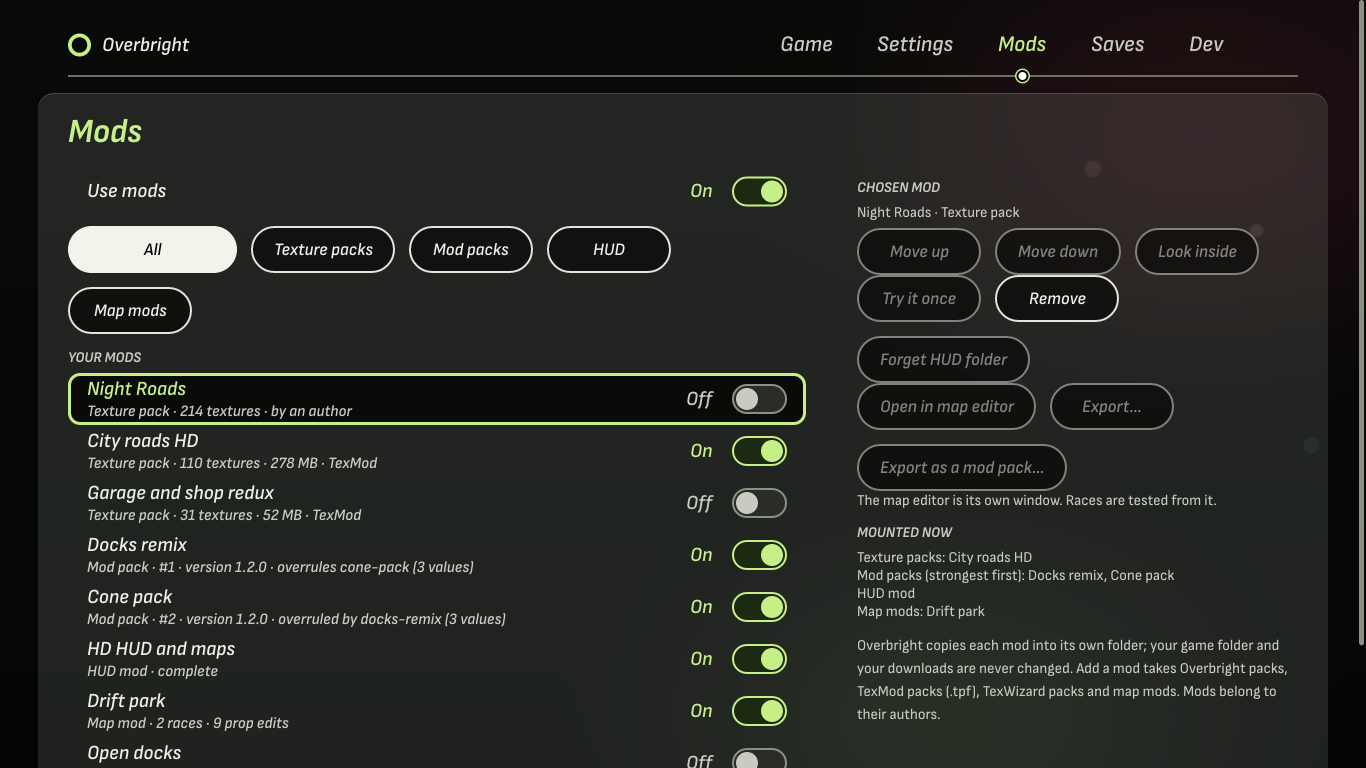 Overbright
Game
Settings
Mods
Saves
Dev
Mods
Use mods
On
All
Texture packs
Mod packs
HUD
Map mods
YOUR MODS
Night Roads
Texture pack · 214 textures · by an author
Off
City roads HD
Texture pack · 110 textures · 278 MB · TexMod
On
Garage and shop redux
Texture pack · 31 textures · 52 MB · TexMod
Off
Docks remix
Mod pack · #1 · version 1.2.0 · overrules cone-pack (3 values)
On
Cone pack
Mod pack · #2 · version 1.2.0 · overruled by docks-remix (3 values)
On
HD HUD and maps
HUD mod · complete
On
Drift park
Map mod · 2 races · 9 prop edits
On
Open docks
Off
CHOSEN MOD
Night Roads · Texture pack
Move up
Move down
Look inside
Try it once
Remove
Forget HUD folder
Open in map editor
Export...
Export as a mod pack...
The map editor is its own window. Races are tested from it.
MOUNTED NOW
Texture packs: City roads HD
Mod packs (strongest first): Docks remix, Cone pack
HUD mod
Map mods: Drift park
Overbright copies each mod into its own folder; your game folder and
your downloads are never changed. Add a mod takes Overbright packs,
TexMod packs (.tpf), TexWizard packs and map mods. Mods belong to
their authors.